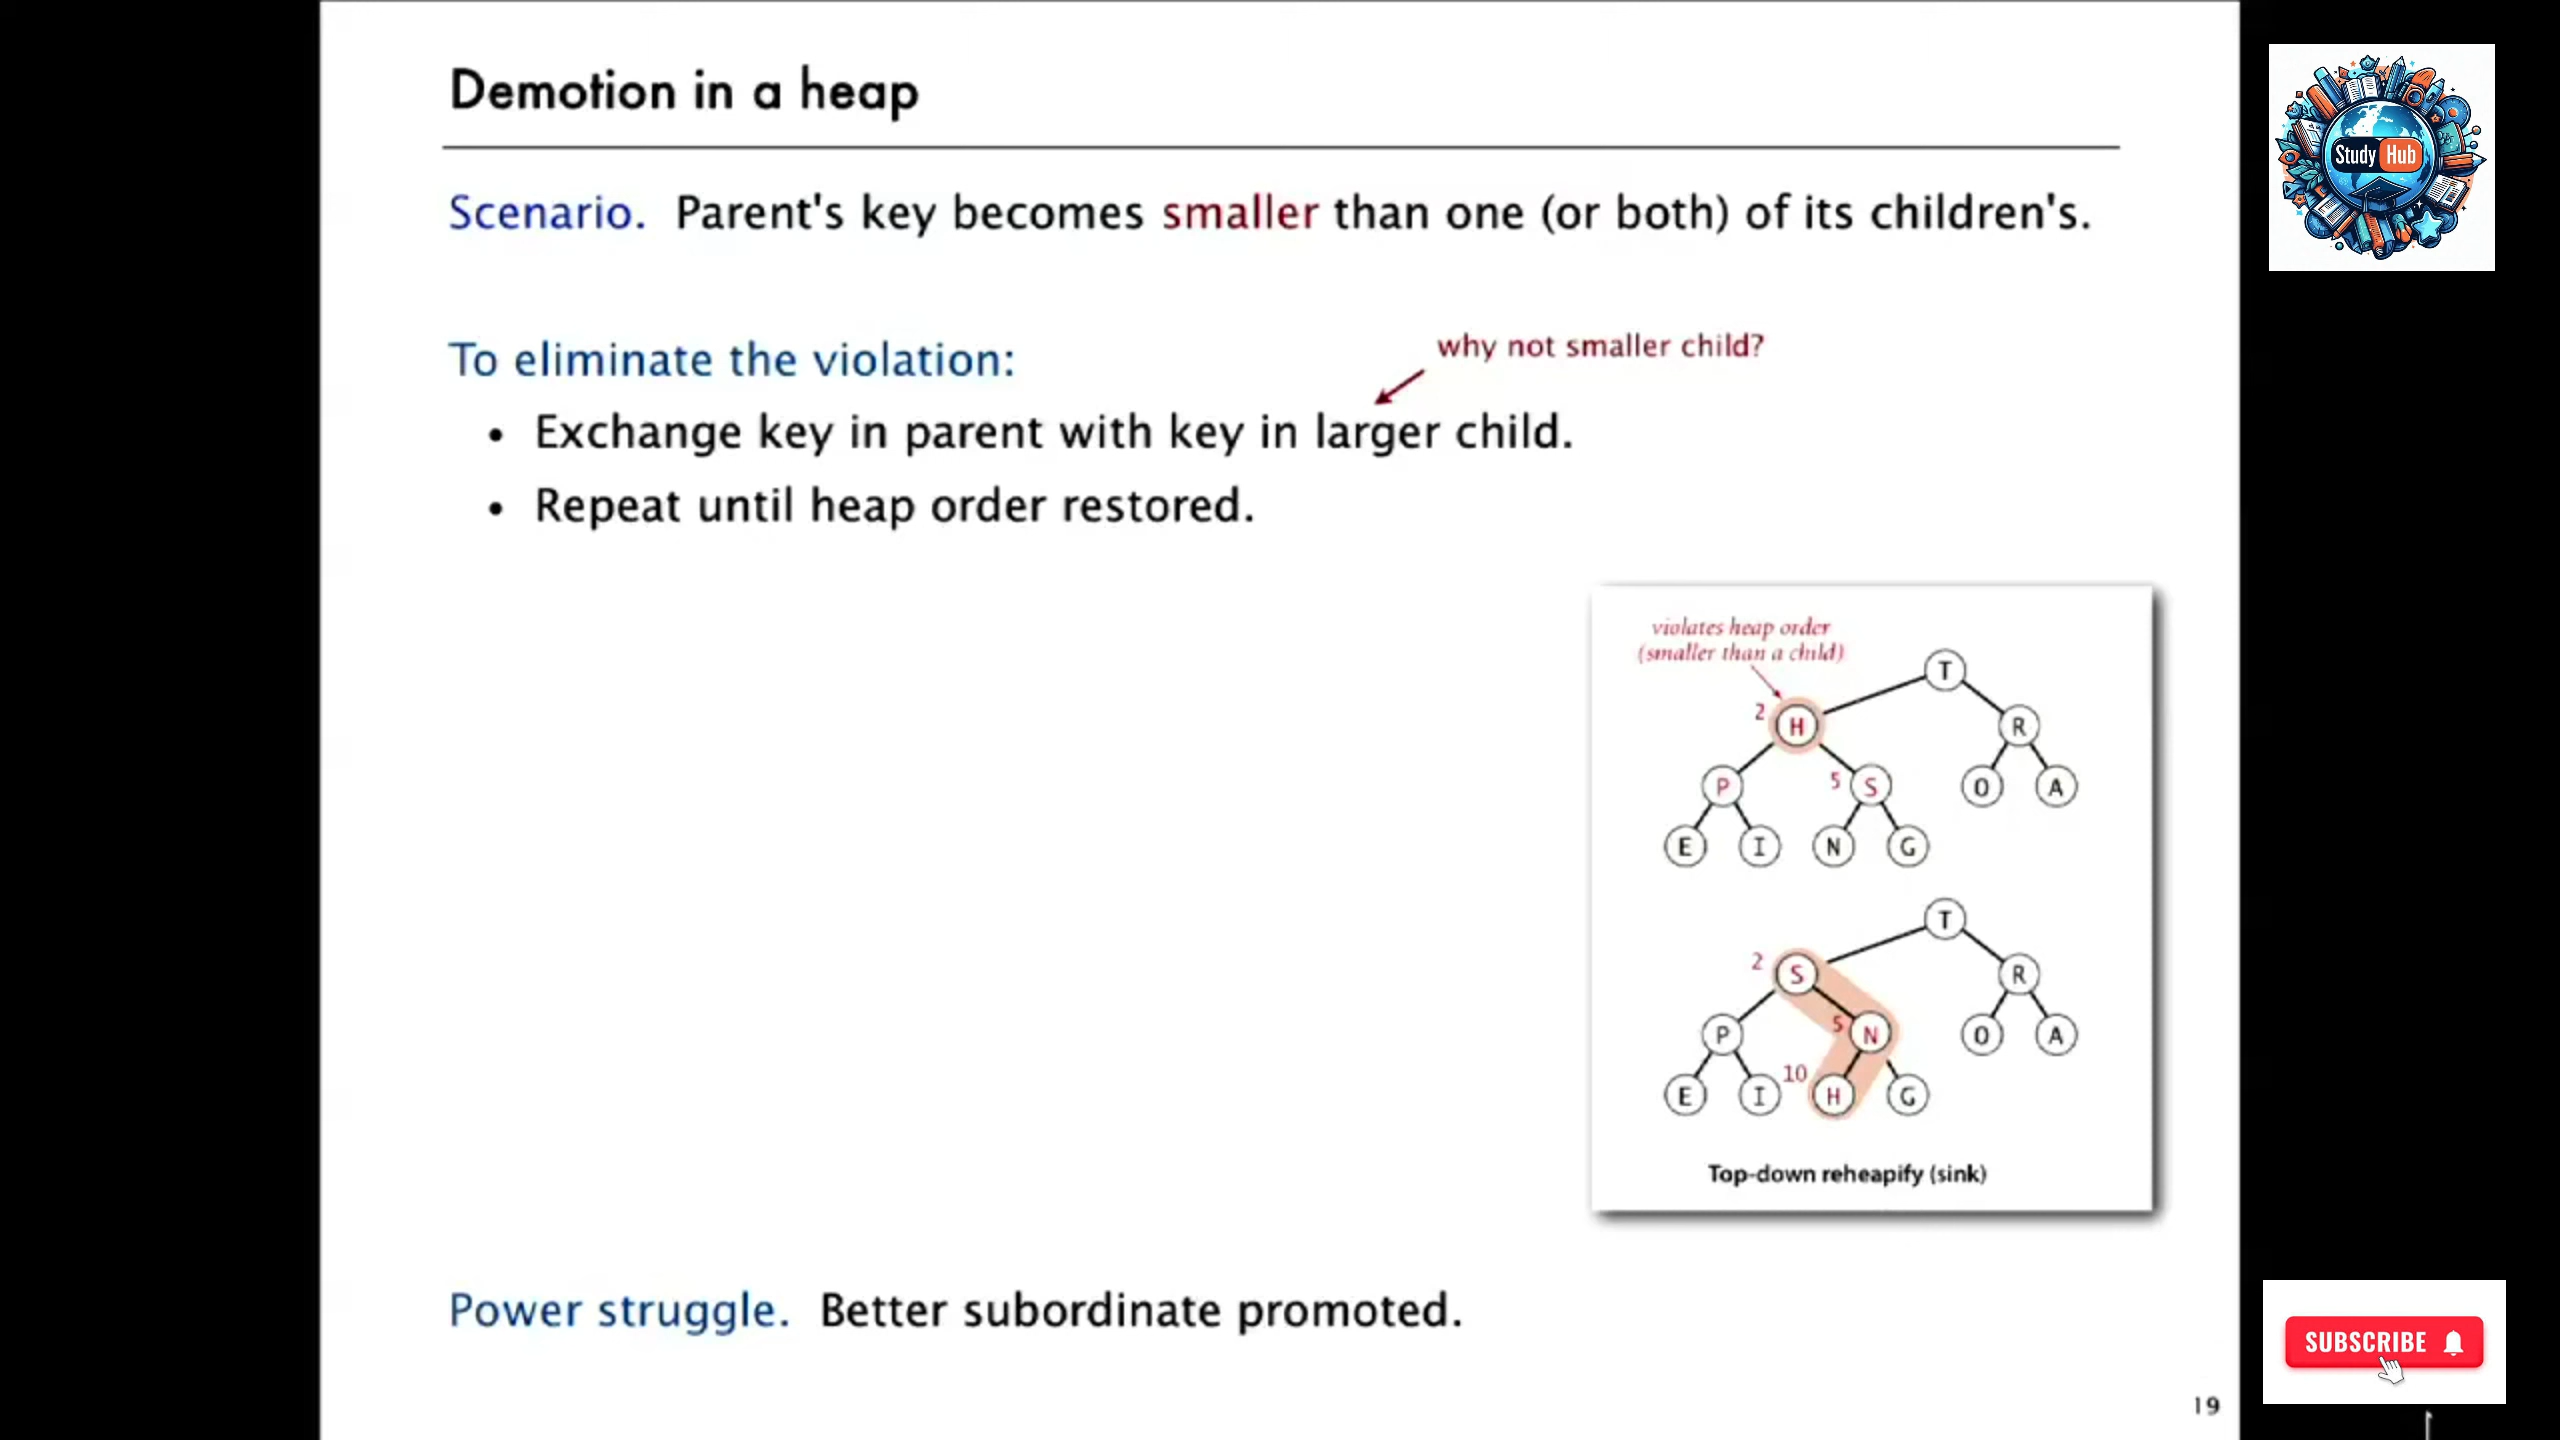 Demotion in a heap
Study Hub
Scenario. Parent's key becomes smaller than one (or both) of its children's.
why not smaller child?
To eliminate the violation:
• Exchange key in parent with key in larger child.
• Repeat until heap order restored.
violates heap order
(smaller than a child)
T
2 H R
P 5 S O A
E I N G
T
2 S R
P 5 N O A
E I 10 H G
Top-down reheapify (sink)
Power struggle. Better subordinate promoted.
SUBSCRIBE
19